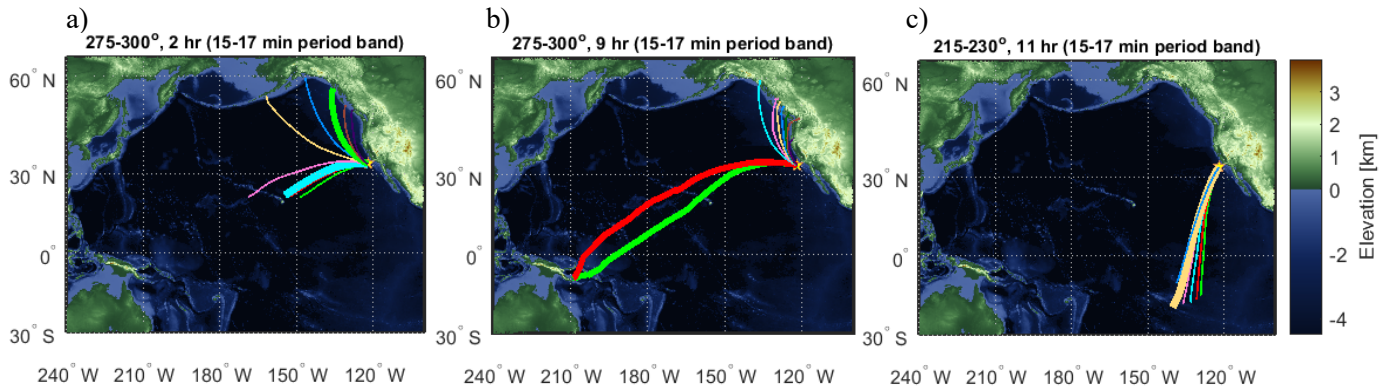 a)
275-300°, 2 hr (15-17 min period band)
60° N
30° N
0°
30° S
240° W
210° W
180° W
150° W
120° W
b)
275-300°, 9 hr (15-17 min period band)
60° N
30° N
0°
30° S
240° W
210° W
180° W
150° W
120° W
c)
215-230°, 11 hr (15-17 min period band)
60° N
30° N
0°
30° S
240° W
210° W
180° W
150° W
120° W
3
2
1
0
-2
-4
Elevation [km]